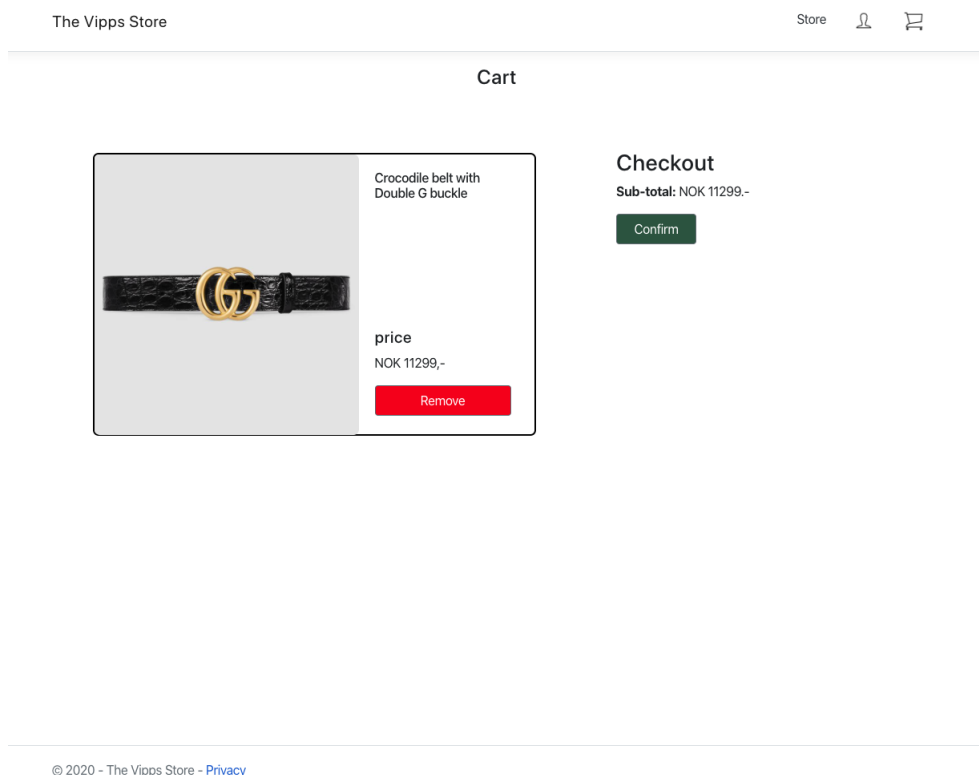 The Vipps Store
Store
Cart
Crocodile belt with
Double G buckle
price
NOK 11299,-
Remove
Checkout
Sub-total: NOK 11299.-
Confirm
© 2020 - The Vipps Store - Privacy